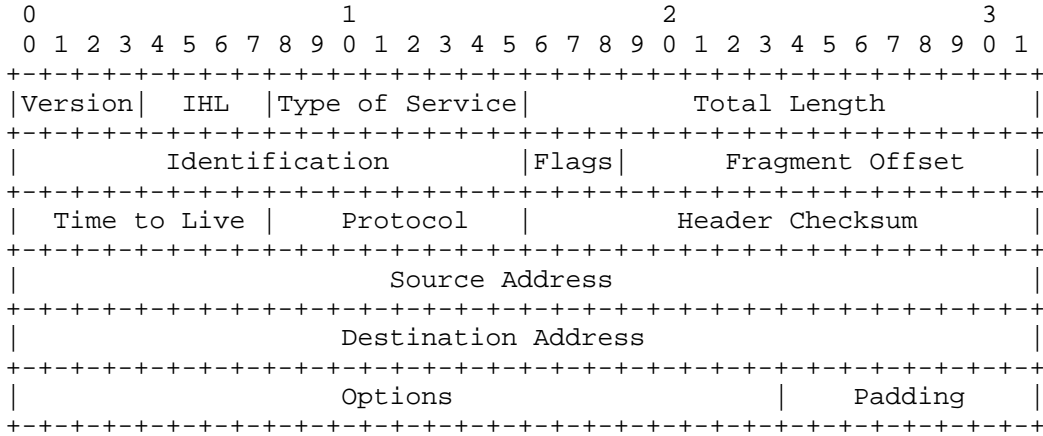 0                   1                   2                   3
 0 1 2 3 4 5 6 7 8 9 0 1 2 3 4 5 6 7 8 9 0 1 2 3 4 5 6 7 8 9 0 1
+-+-+-+-+-+-+-+-+-+-+-+-+-+-+-+-+-+-+-+-+-+-+-+-+-+-+-+-+-+-+-+-+
|Version|  IHL  |Type of Service|          Total Length         |
+-+-+-+-+-+-+-+-+-+-+-+-+-+-+-+-+-+-+-+-+-+-+-+-+-+-+-+-+-+-+-+-+
|         Identification        |Flags|      Fragment Offset    |
+-+-+-+-+-+-+-+-+-+-+-+-+-+-+-+-+-+-+-+-+-+-+-+-+-+-+-+-+-+-+-+-+
|  Time to Live |    Protocol   |         Header Checksum       |
+-+-+-+-+-+-+-+-+-+-+-+-+-+-+-+-+-+-+-+-+-+-+-+-+-+-+-+-+-+-+-+-+
|                       Source Address                          |
+-+-+-+-+-+-+-+-+-+-+-+-+-+-+-+-+-+-+-+-+-+-+-+-+-+-+-+-+-+-+-+-+
|                    Destination Address                        |
+-+-+-+-+-+-+-+-+-+-+-+-+-+-+-+-+-+-+-+-+-+-+-+-+-+-+-+-+-+-+-+-+
|                    Options                    |    Padding    |
+-+-+-+-+-+-+-+-+-+-+-+-+-+-+-+-+-+-+-+-+-+-+-+-+-+-+-+-+-+-+-+-+